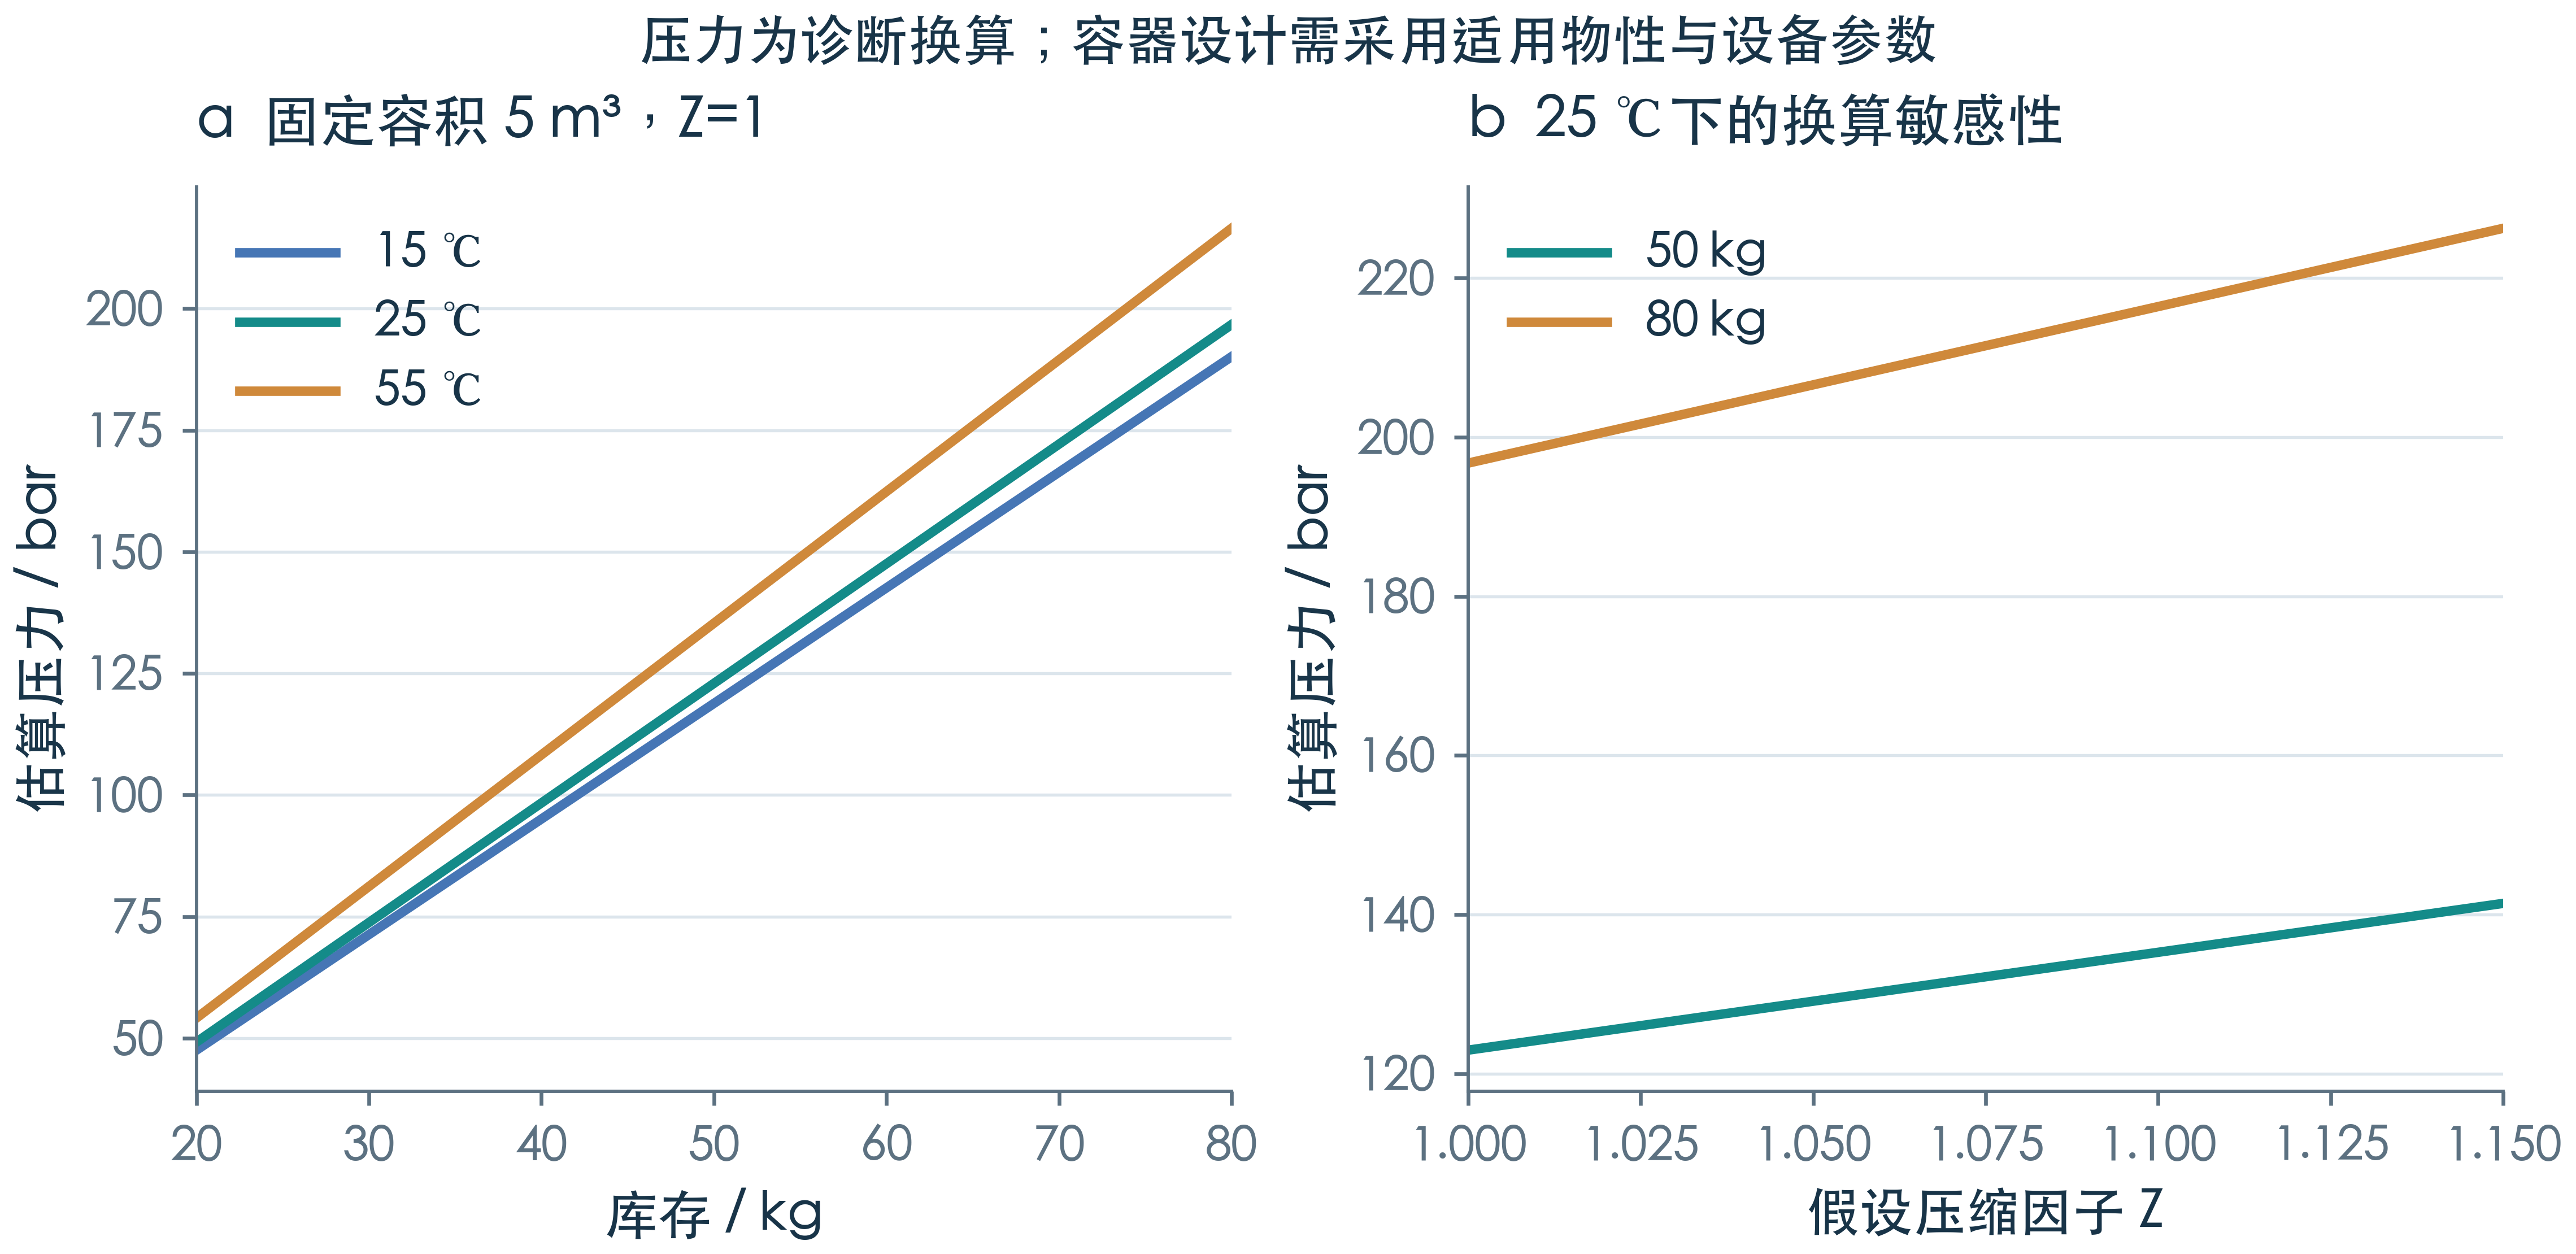 压力为诊断换算；容器设计需采用适用物性与设备参数
a 固定容积 5 m³，Z=1
15 ℃
25 ℃
55 ℃
估算压力 / bar
200
175
150
125
100
75
50
20 30 40 50 60 70 80
库存 / kg
b 25 ℃下的换算敏感性
50 kg
80 kg
估算压力 / bar
220
200
180
160
140
120
1.000 1.025 1.050 1.075 1.100 1.125 1.150
假设压缩因子 Z